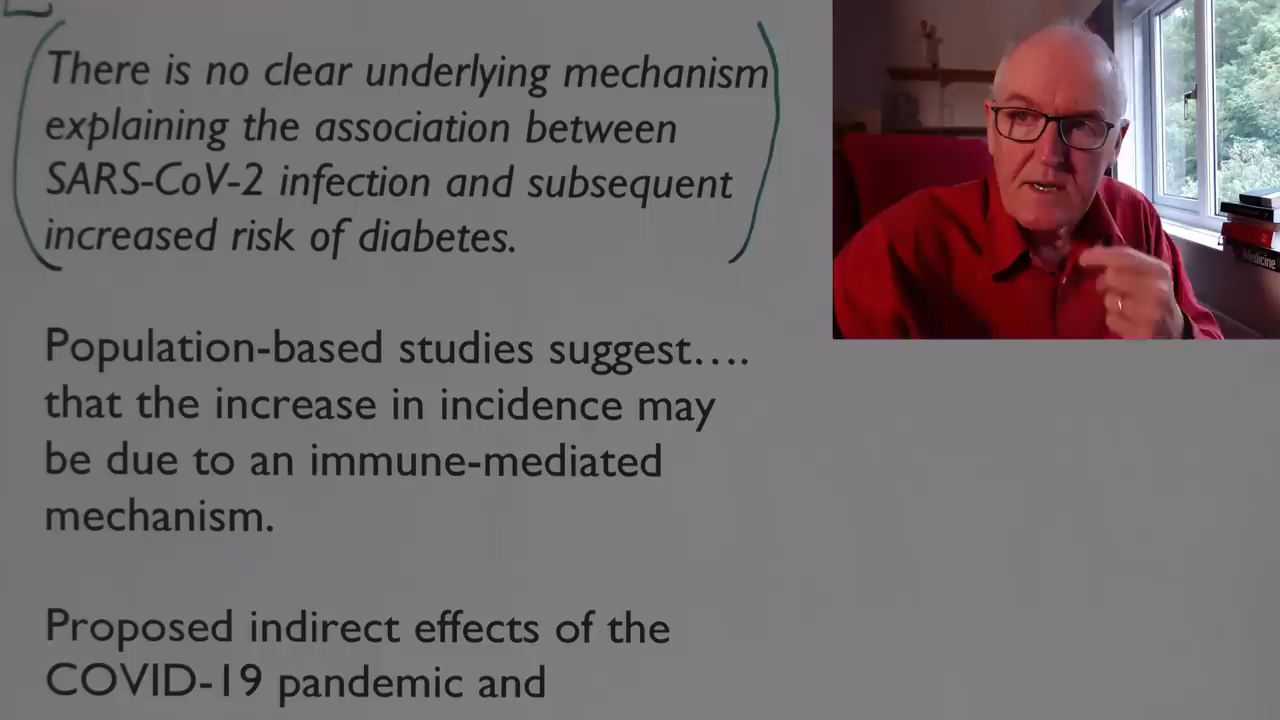 There is no clear underlying mechanism
explaining the association between
SARS-CoV-2 infection and subsequent
increased risk of diabetes.
Population-based studies suggest….
that the increase in incidence may
be due to an immune-mediated
mechanism.
Proposed indirect effects of the
COVID-19 pandemic and
Medicine